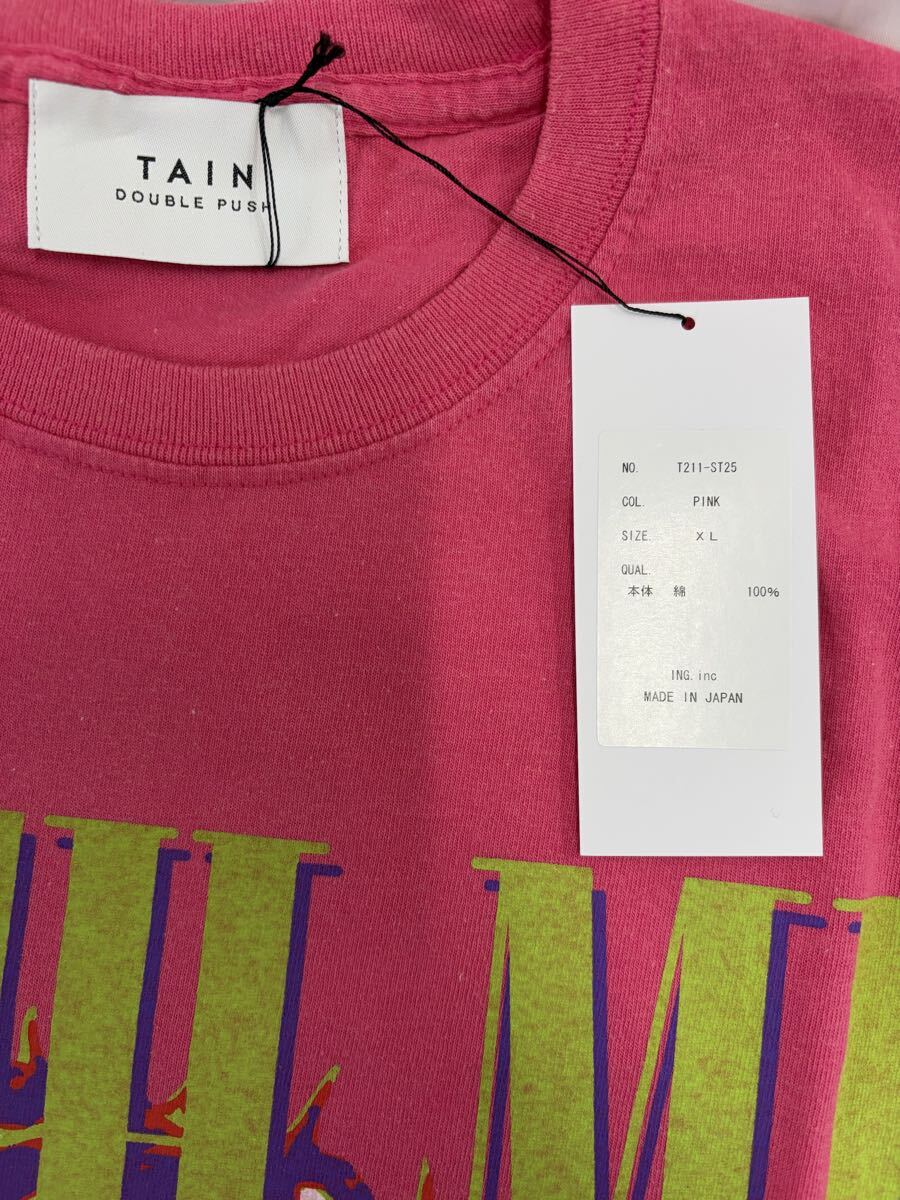 TAIN
DOUBLE PUSH
NO. T211-ST25
COL. PINK
SIZE. XL
QUAL.
本体 綿 100%
ING. inc
MADE IN JAPAN